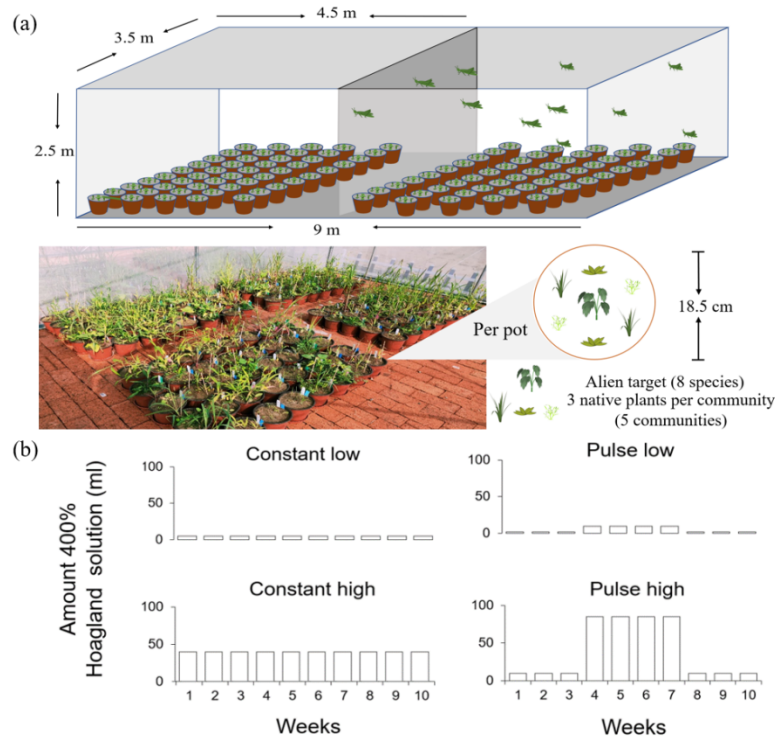 (a)
4.5 m
3.5 m
2.5 m
9 m
Per pot
18.5 cm
Alien target (8 species)
3 native plants per community
(5 communities)
(b)
Amount 400%
Hoagland solution (ml)
Constant low
100
50
0
Pulse low
100
50
0
Constant high
100
50
0
1 2 3 4 5 6 7 8 9 10
Weeks
Pulse high
100
50
0
1 2 3 4 5 6 7 8 9 10
Weeks